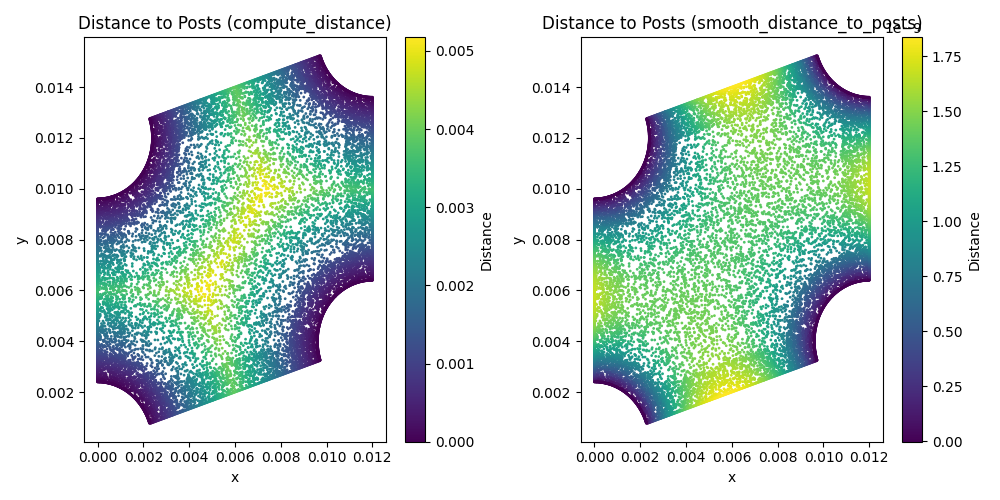 Distance to Posts (compute_distance)
0.014
0.012
0.010
0.008
0.006
0.004
0.002
y
0.000 0.002 0.004 0.006 0.008 0.010 0.012
x
0.005
0.004
0.003
0.002
0.001
0.000
Distance
Distance to Posts (smooth_distance_to_posts)
0.014
0.012
0.010
0.008
0.006
0.004
0.002
y
0.000 0.002 0.004 0.006 0.008 0.010 0.012
x
1e−9
1.75
1.50
1.25
1.00
0.75
0.50
0.25
0.00
Distance